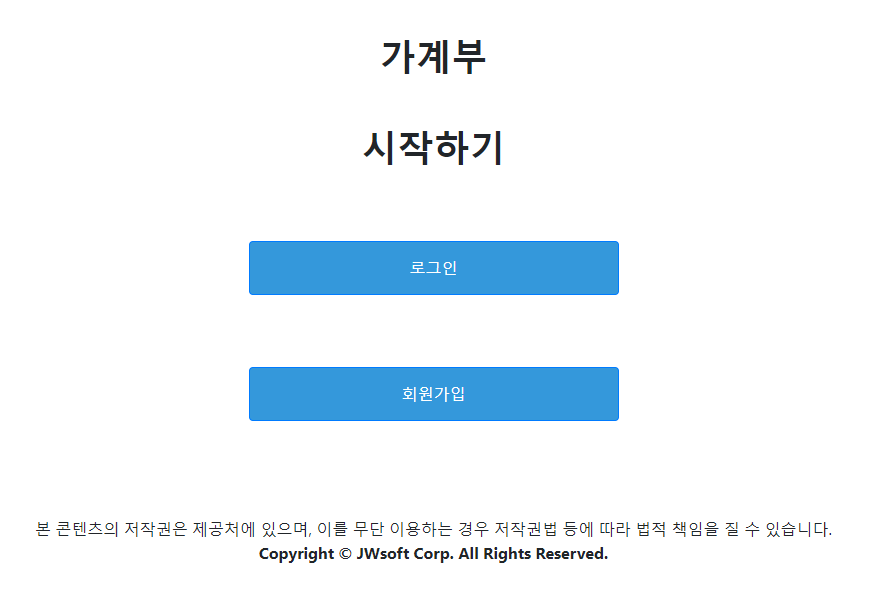 가계부
시작하기
로그인
회원가입
본 콘텐츠의 저작권은 제공처에 있으며, 이를 무단 이용하는 경우 저작권법 등에 따라 법적 책임을 질 수 있습니다.
Copyright © JWsoft Corp. All Rights Reserved.